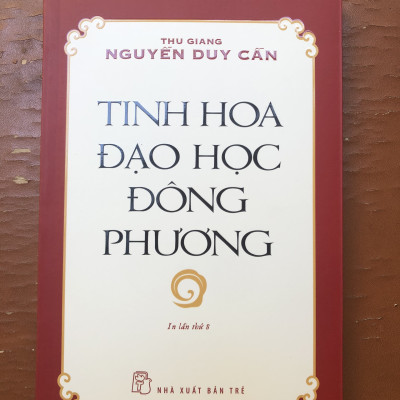 THU GIANG
NGUYỄN DUY CẦN
TINH HOA
ĐẠO HỌC
ĐÔNG
PHƯƠNG
In lần thứ 8
NHÀ XUẤT BẢN TRẺ